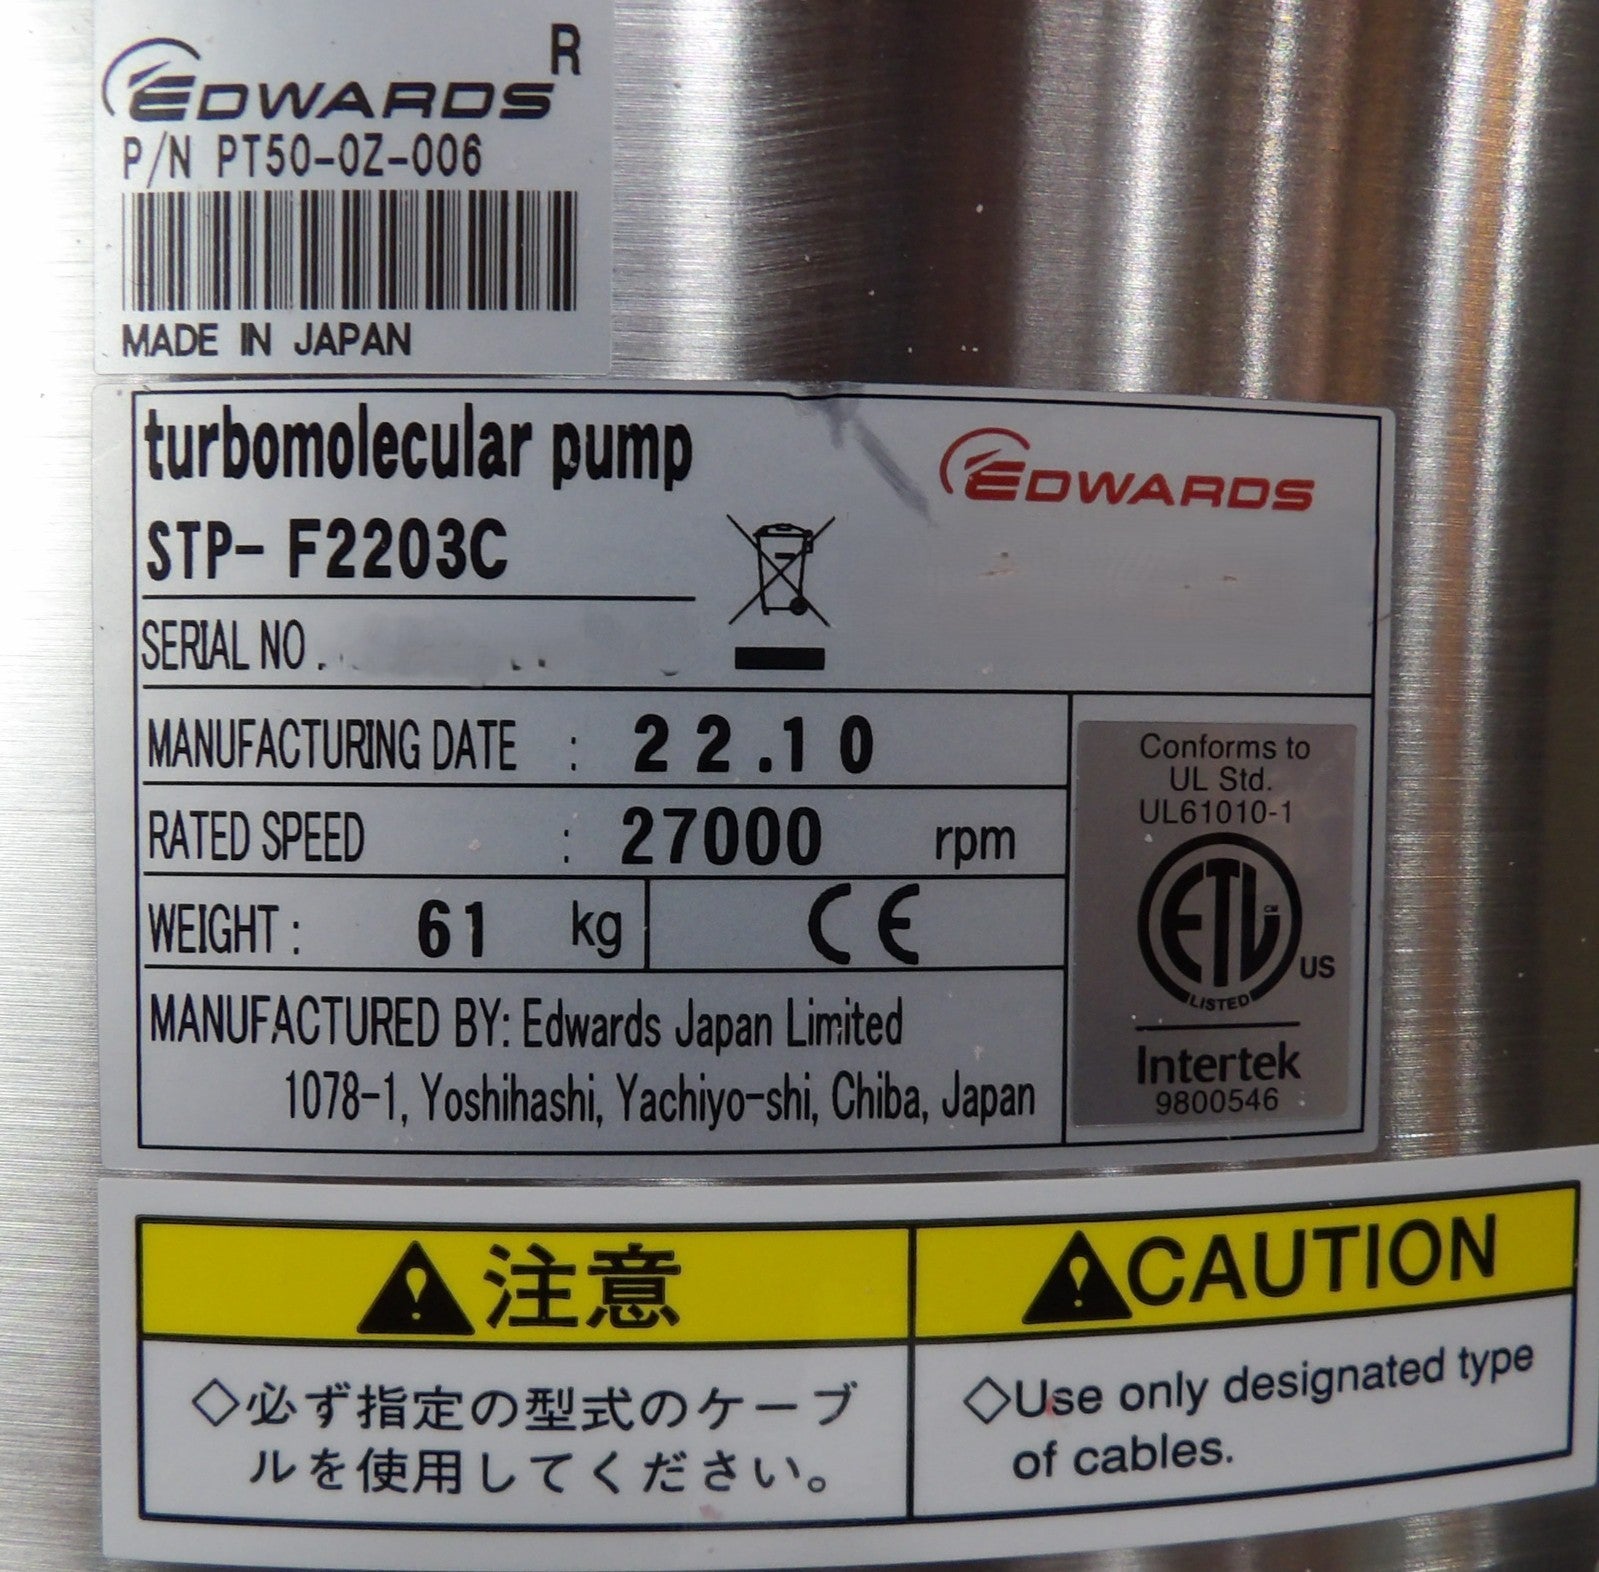 EDWARDS R
P/N PT50-0Z-006
MADE IN JAPAN
turbomolecular pump
EDWARDS
STP- F2203C
SERIAL NO.
MANUFACTURING DATE : 22.10
RATED SPEED : 27000 rpm
WEIGHT : 61 kg
CE
MANUFACTURED BY: Edwards Japan Limited
1078-1, Yoshihashi, Yachiyo-shi, Chiba, Japan
Conforms to
UL Std.
UL61010-1
ETL CM
LISTED
US
Intertek
9800546
注意
◇必ず指定の型式のケーブ
ルを使用してください。
CAUTION
◇Use only designated type
of cables.